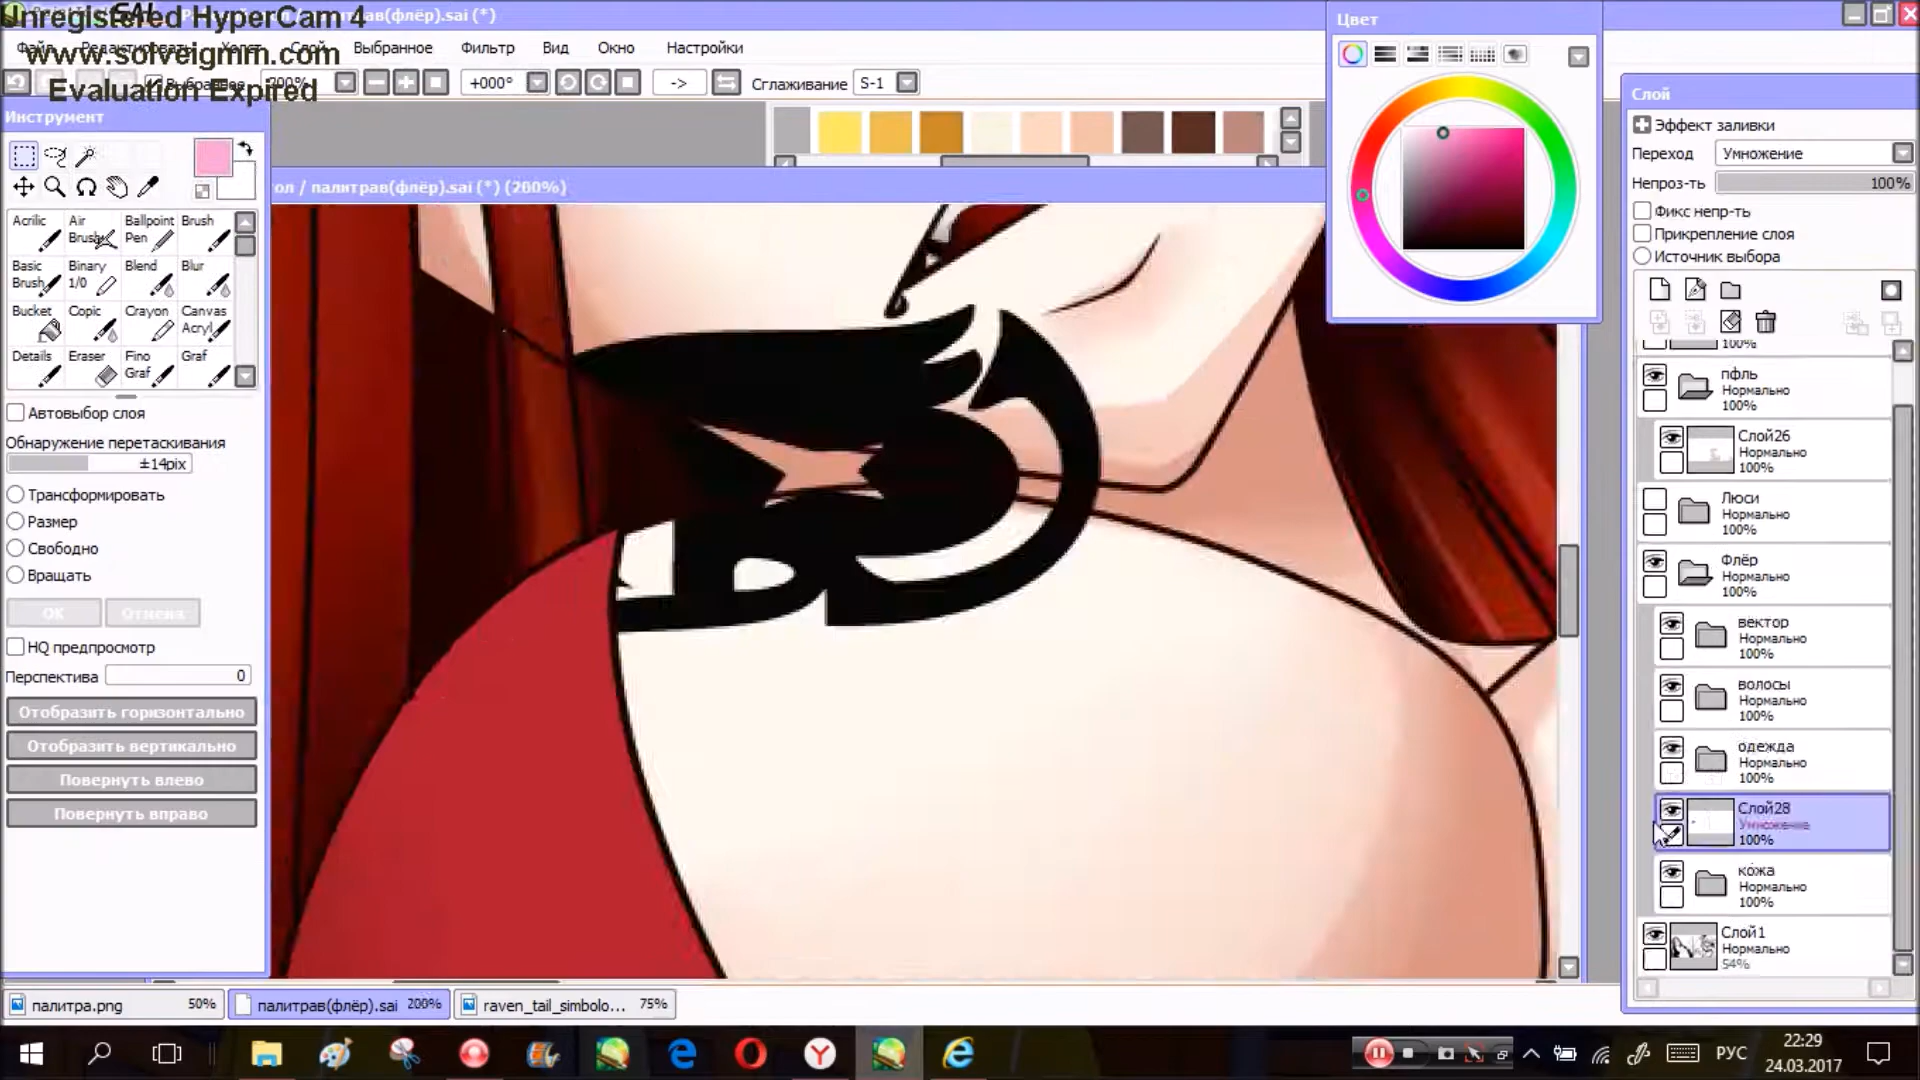 Unregistered HyperCam 4
www.solveigmm.com
Evaluation Expired
палитрав(флёр).sai (*)
Файл Редактировать Холст Слой Выбранное Фильтр Вид Окно Настройки
Выбранное 200% +000° -> Сглаживание S-1
Инструмент
Acrilic
Air Brush
Ballpoint Pen
Brush
Basic Brush
Binary 1/0
Blend
Blur
Bucket
Copic
Crayon
Canvas Acryl
Details
Eraser
Fino Graf
Graf
Автовыбор слоя
Обнаружение перетаскивания
±14pix
Трансформировать
Размер
Свободно
Вращать
ОК Отмена
HQ предпросмотр
Перспектива 0
Отобразить горизонтально
Отобразить вертикально
Повернуть влево
Повернуть вправо
ол / палитрав(флёр).sai (*) (200%)
Цвет
Слой
Эффект заливки
Переход Умножение
Непроз-ть 100%
Фикс непр-ть
Прикрепление слоя
Источник выбора
100%
пфль
Нормально
100%
Слой26
Нормально
100%
Люси
Нормально
100%
Флёр
Нормально
100%
вектор
Нормально
100%
волосы
Нормально
100%
одежда
Нормально
100%
Слой28
Умножение
100%
кожа
Нормально
100%
Слой1
Нормально
54%
палитра.png 50%
палитрав(флёр).sai 200%
raven_tail_simbolo... 75%
РУС
22:29
24.03.2017